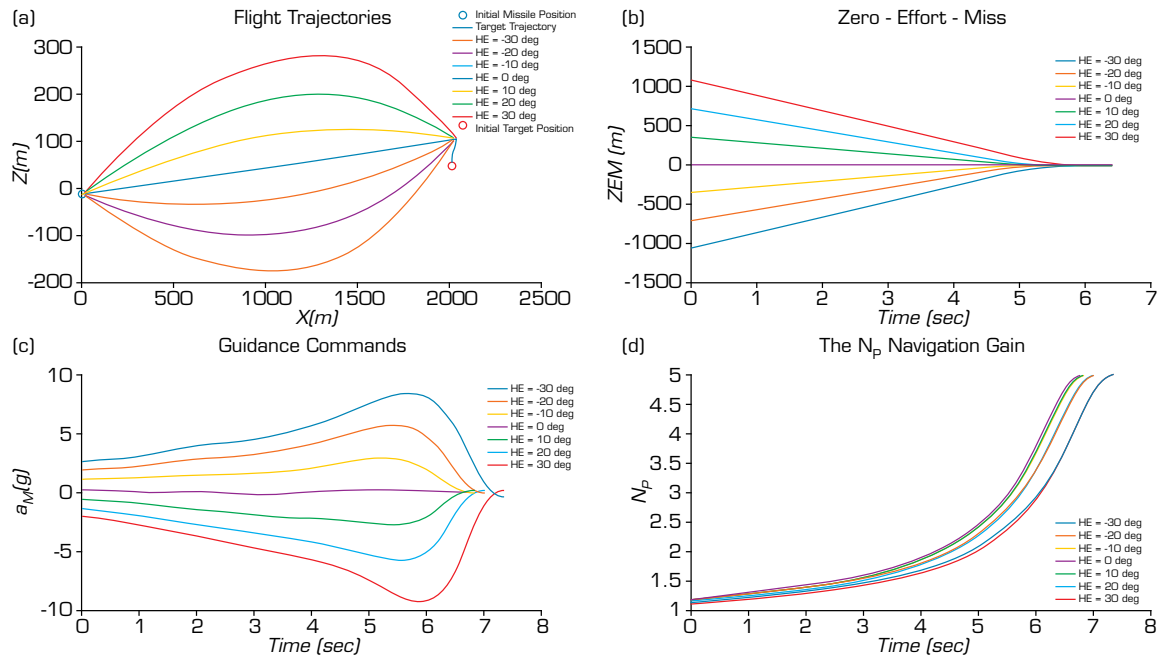 (a) Flight Trajectories
Z(m)
300
200
100
0
-100
-200
0 500 1000 1500 2000 2500
X(m)
Initial Missile Position
Target Trajectory
HE = -30 deg
HE = -20 deg
HE = -10 deg
HE = 0 deg
HE = 10 deg
HE = 20 deg
HE = 30 deg
Initial Target Position
(b) Zero - Effort - Miss
ZEM (m)
1500
1000
500
0
500
-1000
1500
0 1 2 3 4 5 6 7
Time (sec)
HE = -30 deg
HE = -20 deg
HE = -10 deg
HE = 0 deg
HE = 10 deg
HE = 20 deg
HE = 30 deg
(c) Guidance Commands
aM(g)
10
5
0
-5
-10
0 1 2 3 4 5 6 7 8
Time (sec)
HE = -30 deg
HE = -20 deg
HE = -10 deg
HE = 0 deg
HE = 10 deg
HE = 20 deg
HE = 30 deg
(d) The NP Navigation Gain
NP
5
4.5
4
3.5
3
2.5
2
1.5
1
0 1 2 3 4 5 6 7 8
Time (sec)
HE = -30 deg
HE = -20 deg
HE = -10 deg
HE = 0 deg
HE = 10 deg
HE = 20 deg
HE = 30 deg